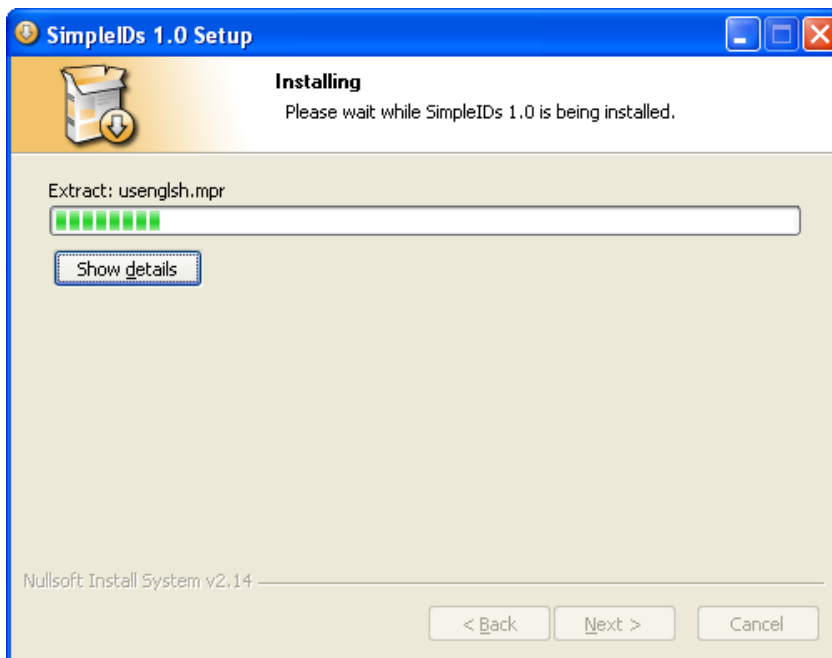 SimpleIDs 1.0 Setup
Installing
Please wait while SimpleIDs 1.0 is being installed.
Extract: usenglsh.mpr
Show details
Nullsoft Install System v2.14
< Back
Next >
Cancel